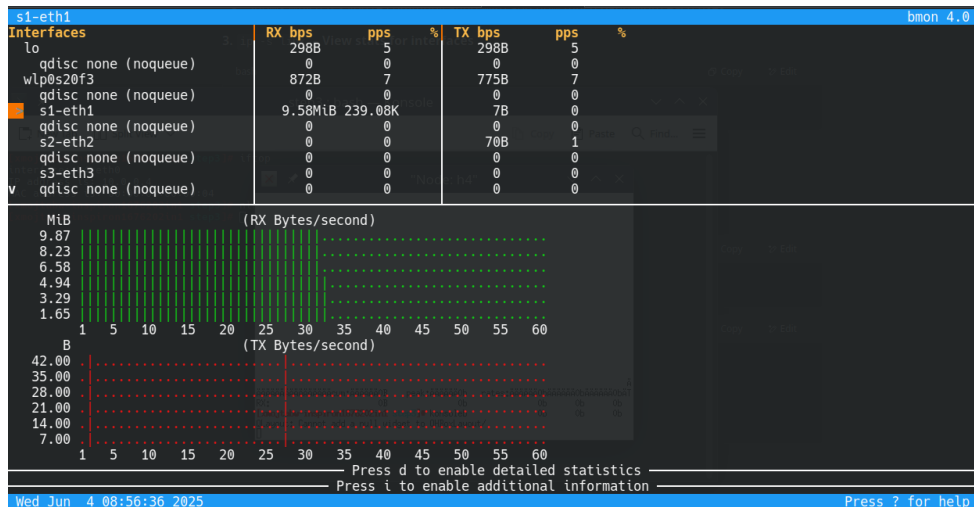 s1-eth1 bmon 4.0
Interfaces RX bps pps % TX bps pps %
lo 298B 5 298B 5
qdisc none (noqueue) 0 0 0 0
wlp0s20f3 872B 7 775B 7
qdisc none (noqueue) 0 0 0 0
s1-eth1 9.58MiB 239.08K 7B 0
qdisc none (noqueue) 0 0 0 0
s2-eth2 0 0 70B 1
qdisc none (noqueue) 0 0 0 0
s3-eth3 0 0 0 0
v qdisc none (noqueue) 0 0 0 0
MiB (RX Bytes/second)
9.87
8.23
6.58
4.94
3.29
1.65
1 5 10 15 20 25 30 35 40 45 50 55 60
B (TX Bytes/second)
42.00
35.00
28.00
21.00
14.00
7.00
1 5 10 15 20 25 30 35 40 45 50 55 60
Press d to enable detailed statistics
Press i to enable additional information
Wed Jun 4 08:56:36 2025 Press ? for help